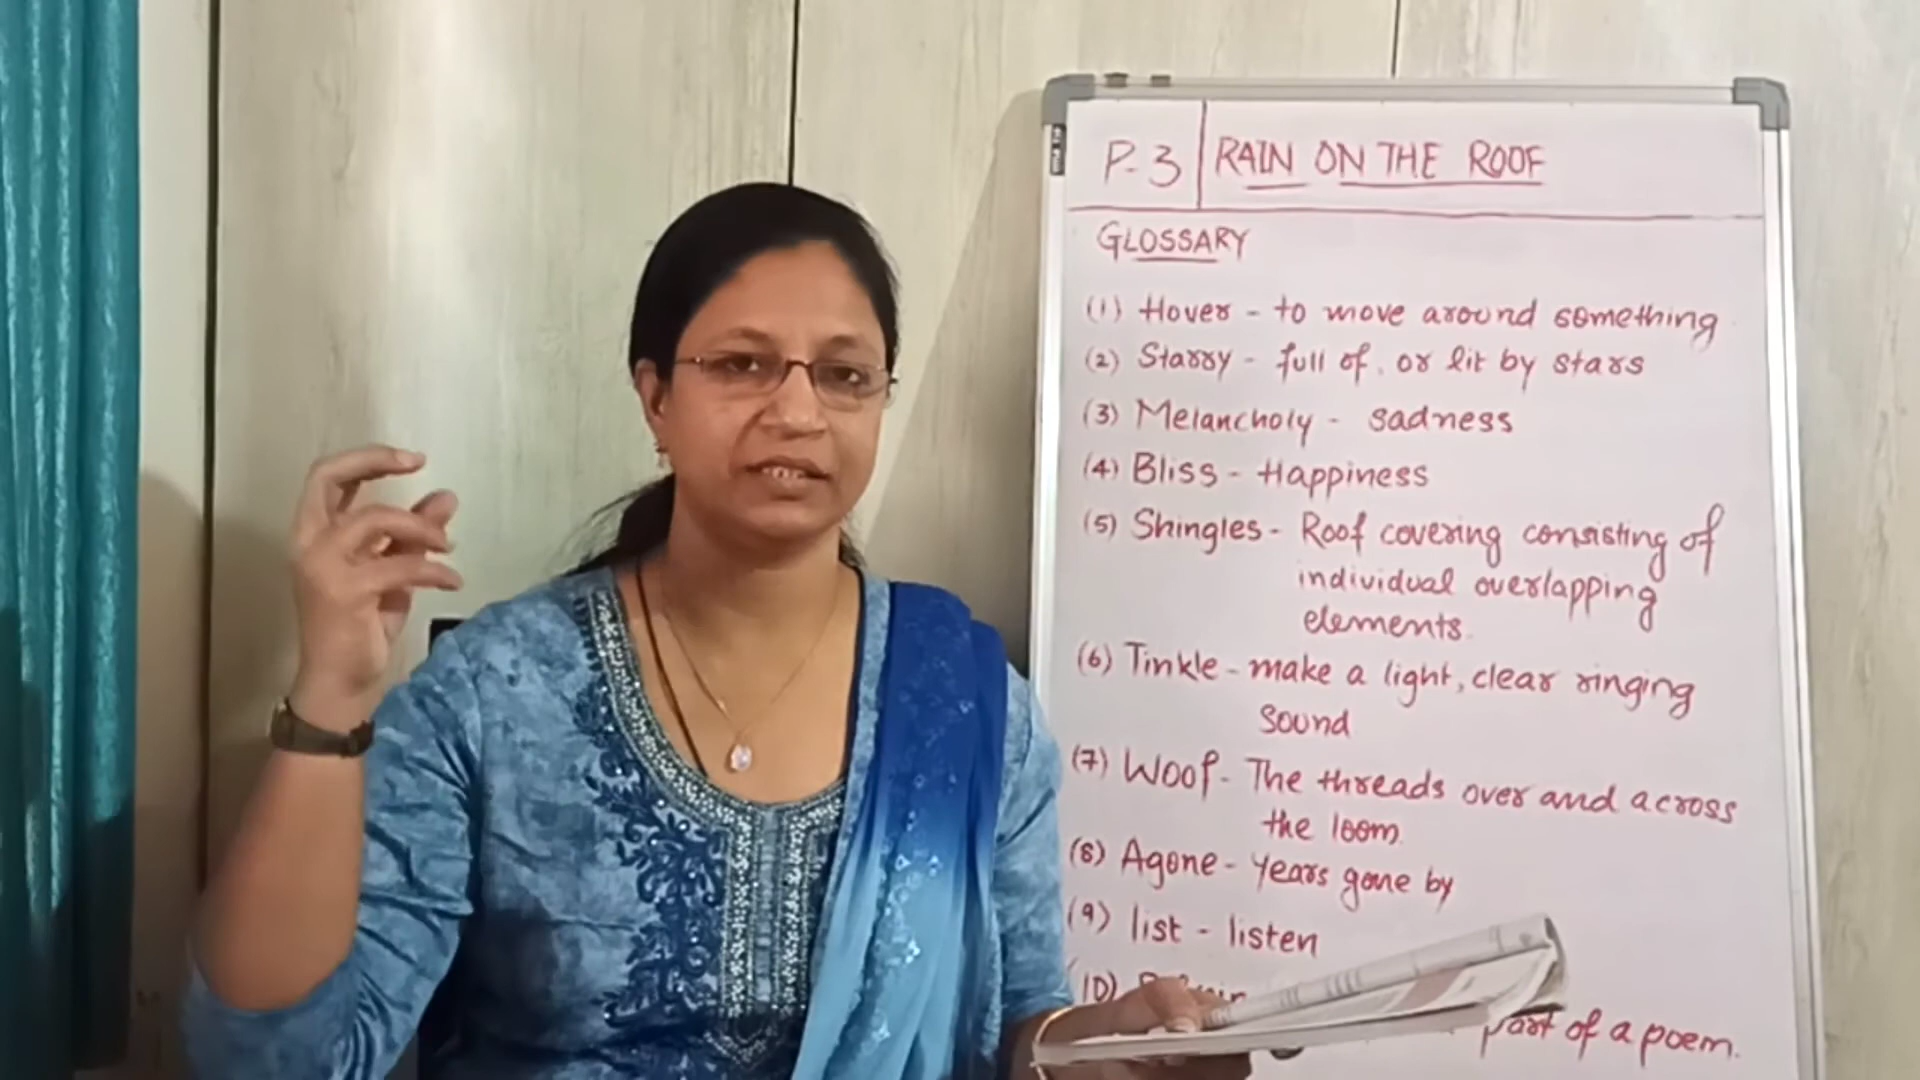 P-3 RAIN ON THE ROOF
GLOSSARY
(1) Hover - to move around something
(2) Starry - full of, or lit by stars
(3) Melancholy - sadness
(4) Bliss - Happiness
(5) Shingles - Roof covering consisting of
individual overlapping
elements.
(6) Tinkle - make a light, clear ringing
sound
(7) Woof - The threads over and across
the loom.
(8) Agone - years gone by
(9) list - listen
(10)
part of a poem.